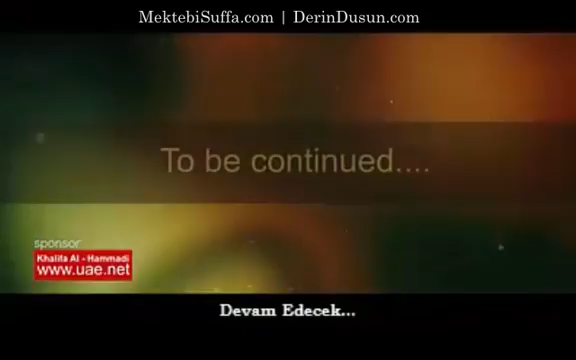 MektebiSuffa.com | DerinDusun.com
To be continued....
sponsor
Khalifa Al - Hammadi
www.uae.net
Devam Edecek...